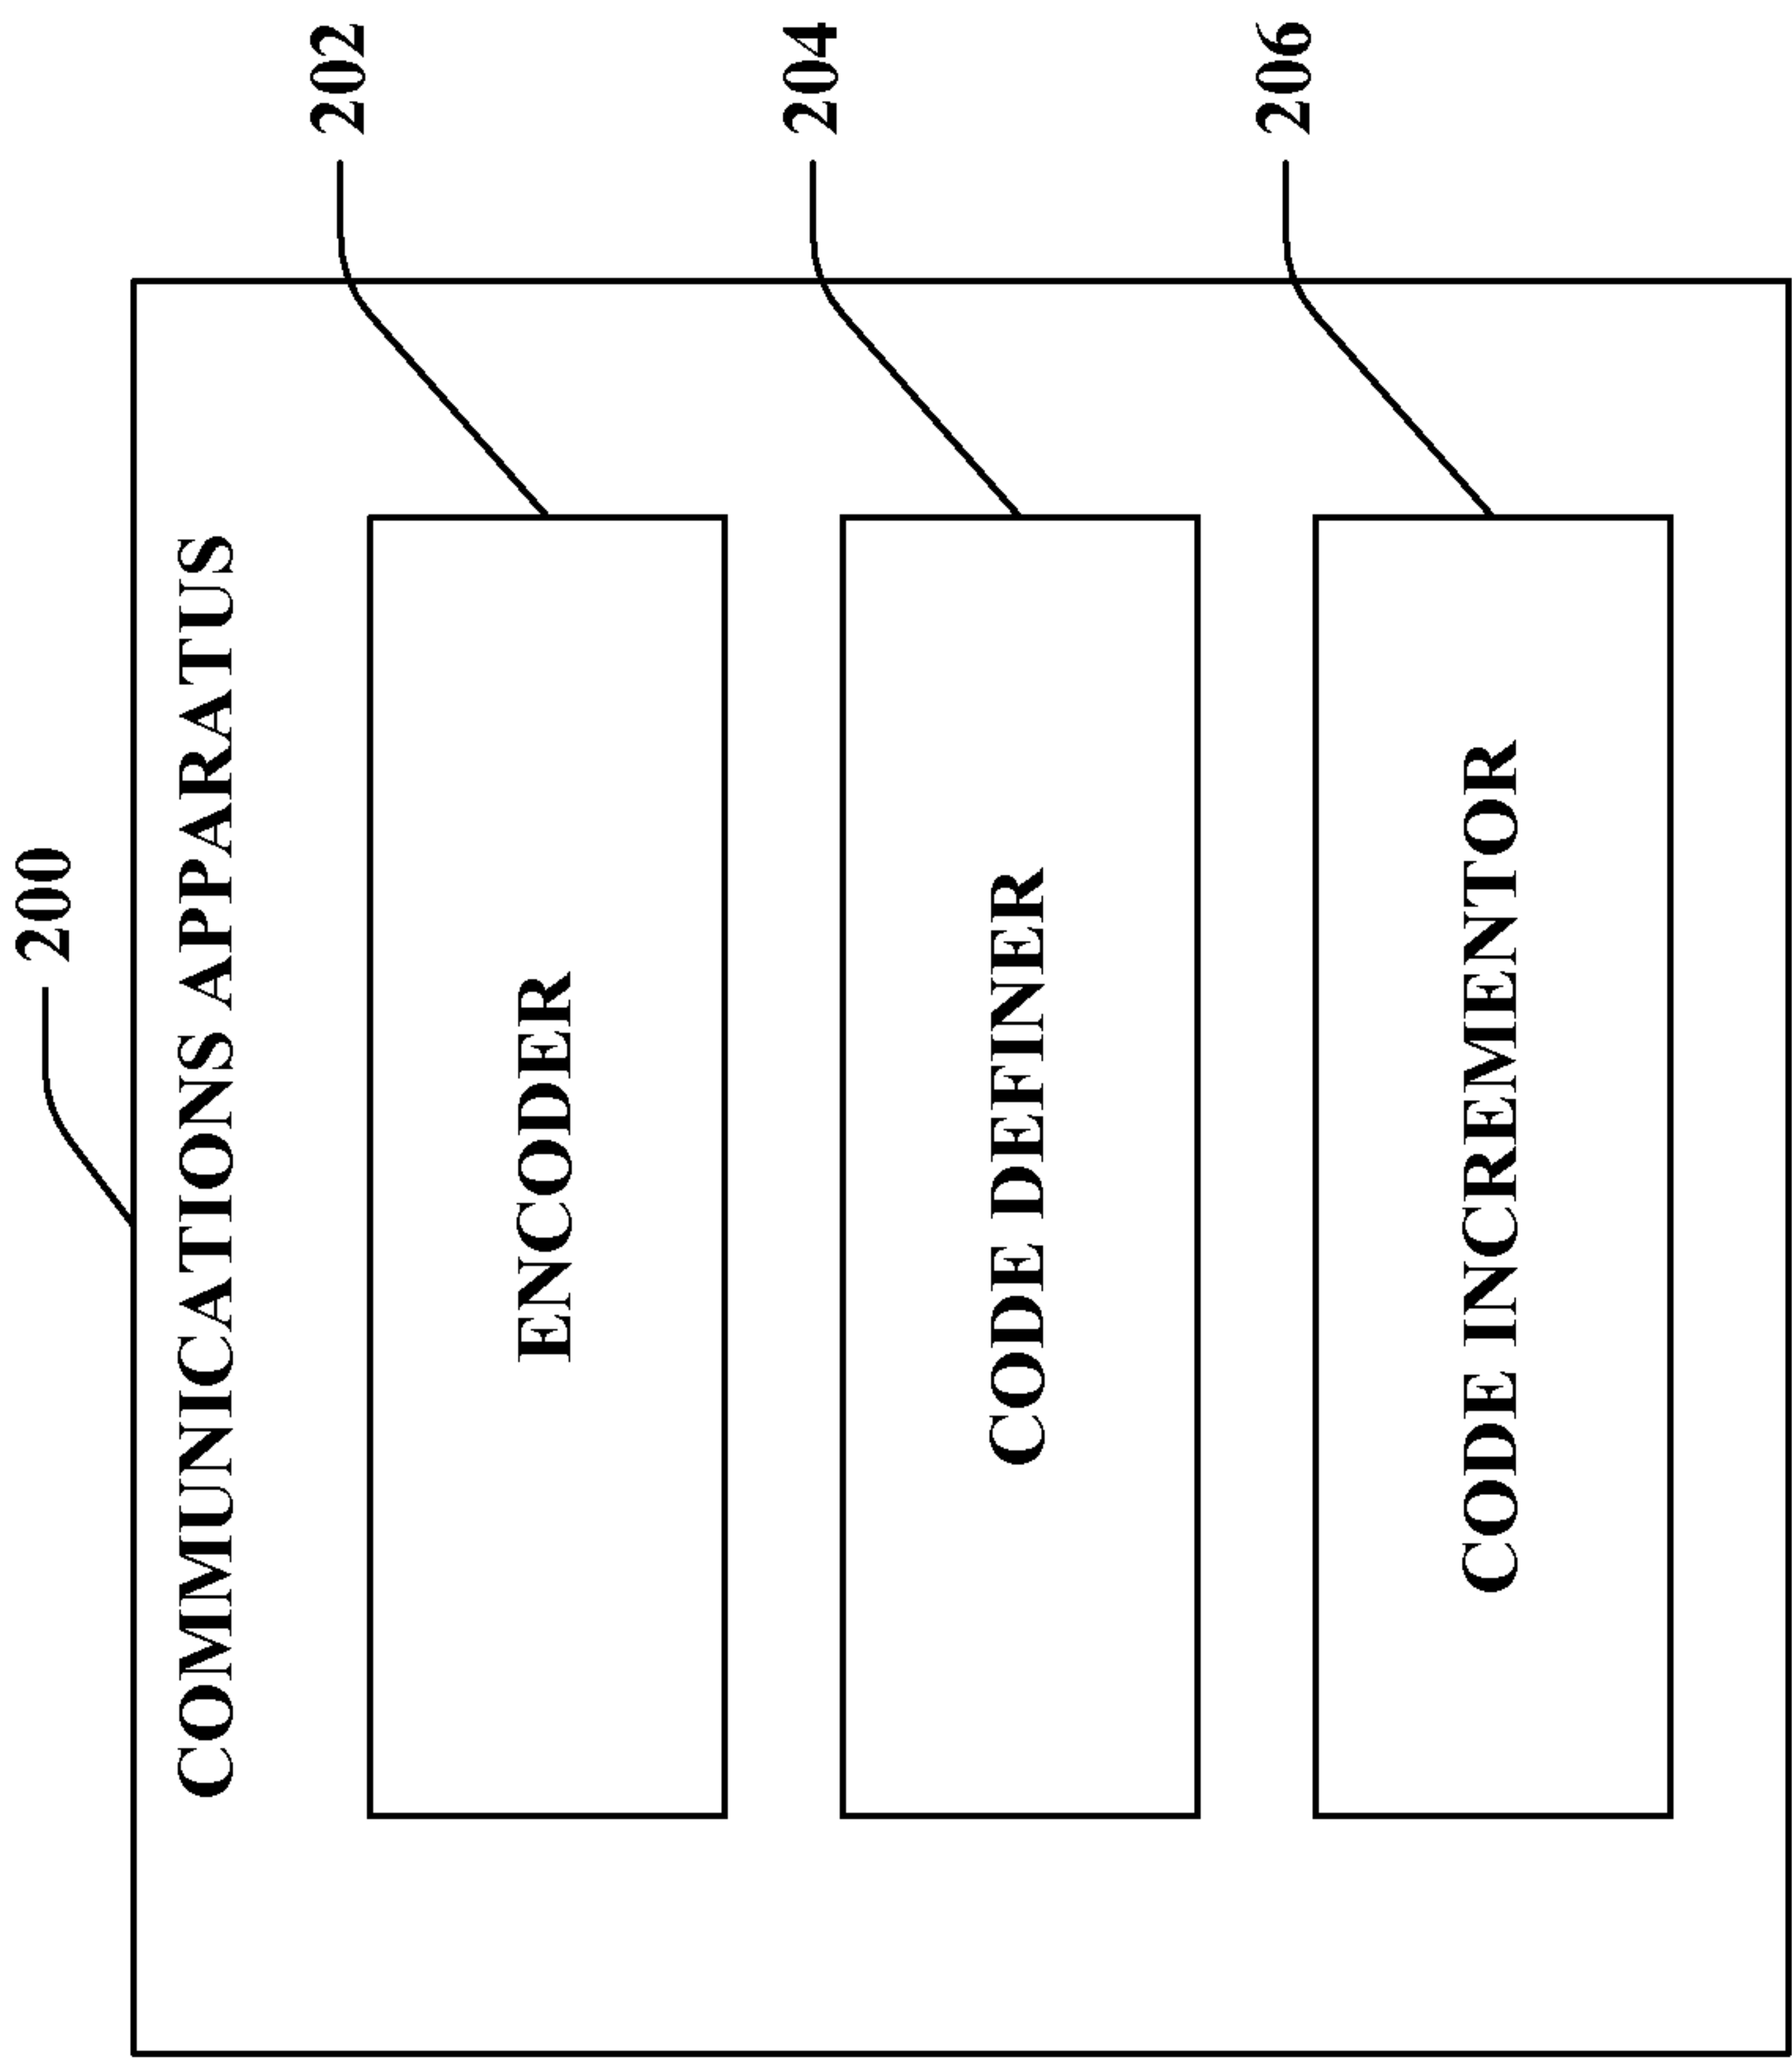 200
COMMUNICATIONS APPARATUS
202
ENCODER
204
CODE DEFINER
206
CODE INCREMENTOR